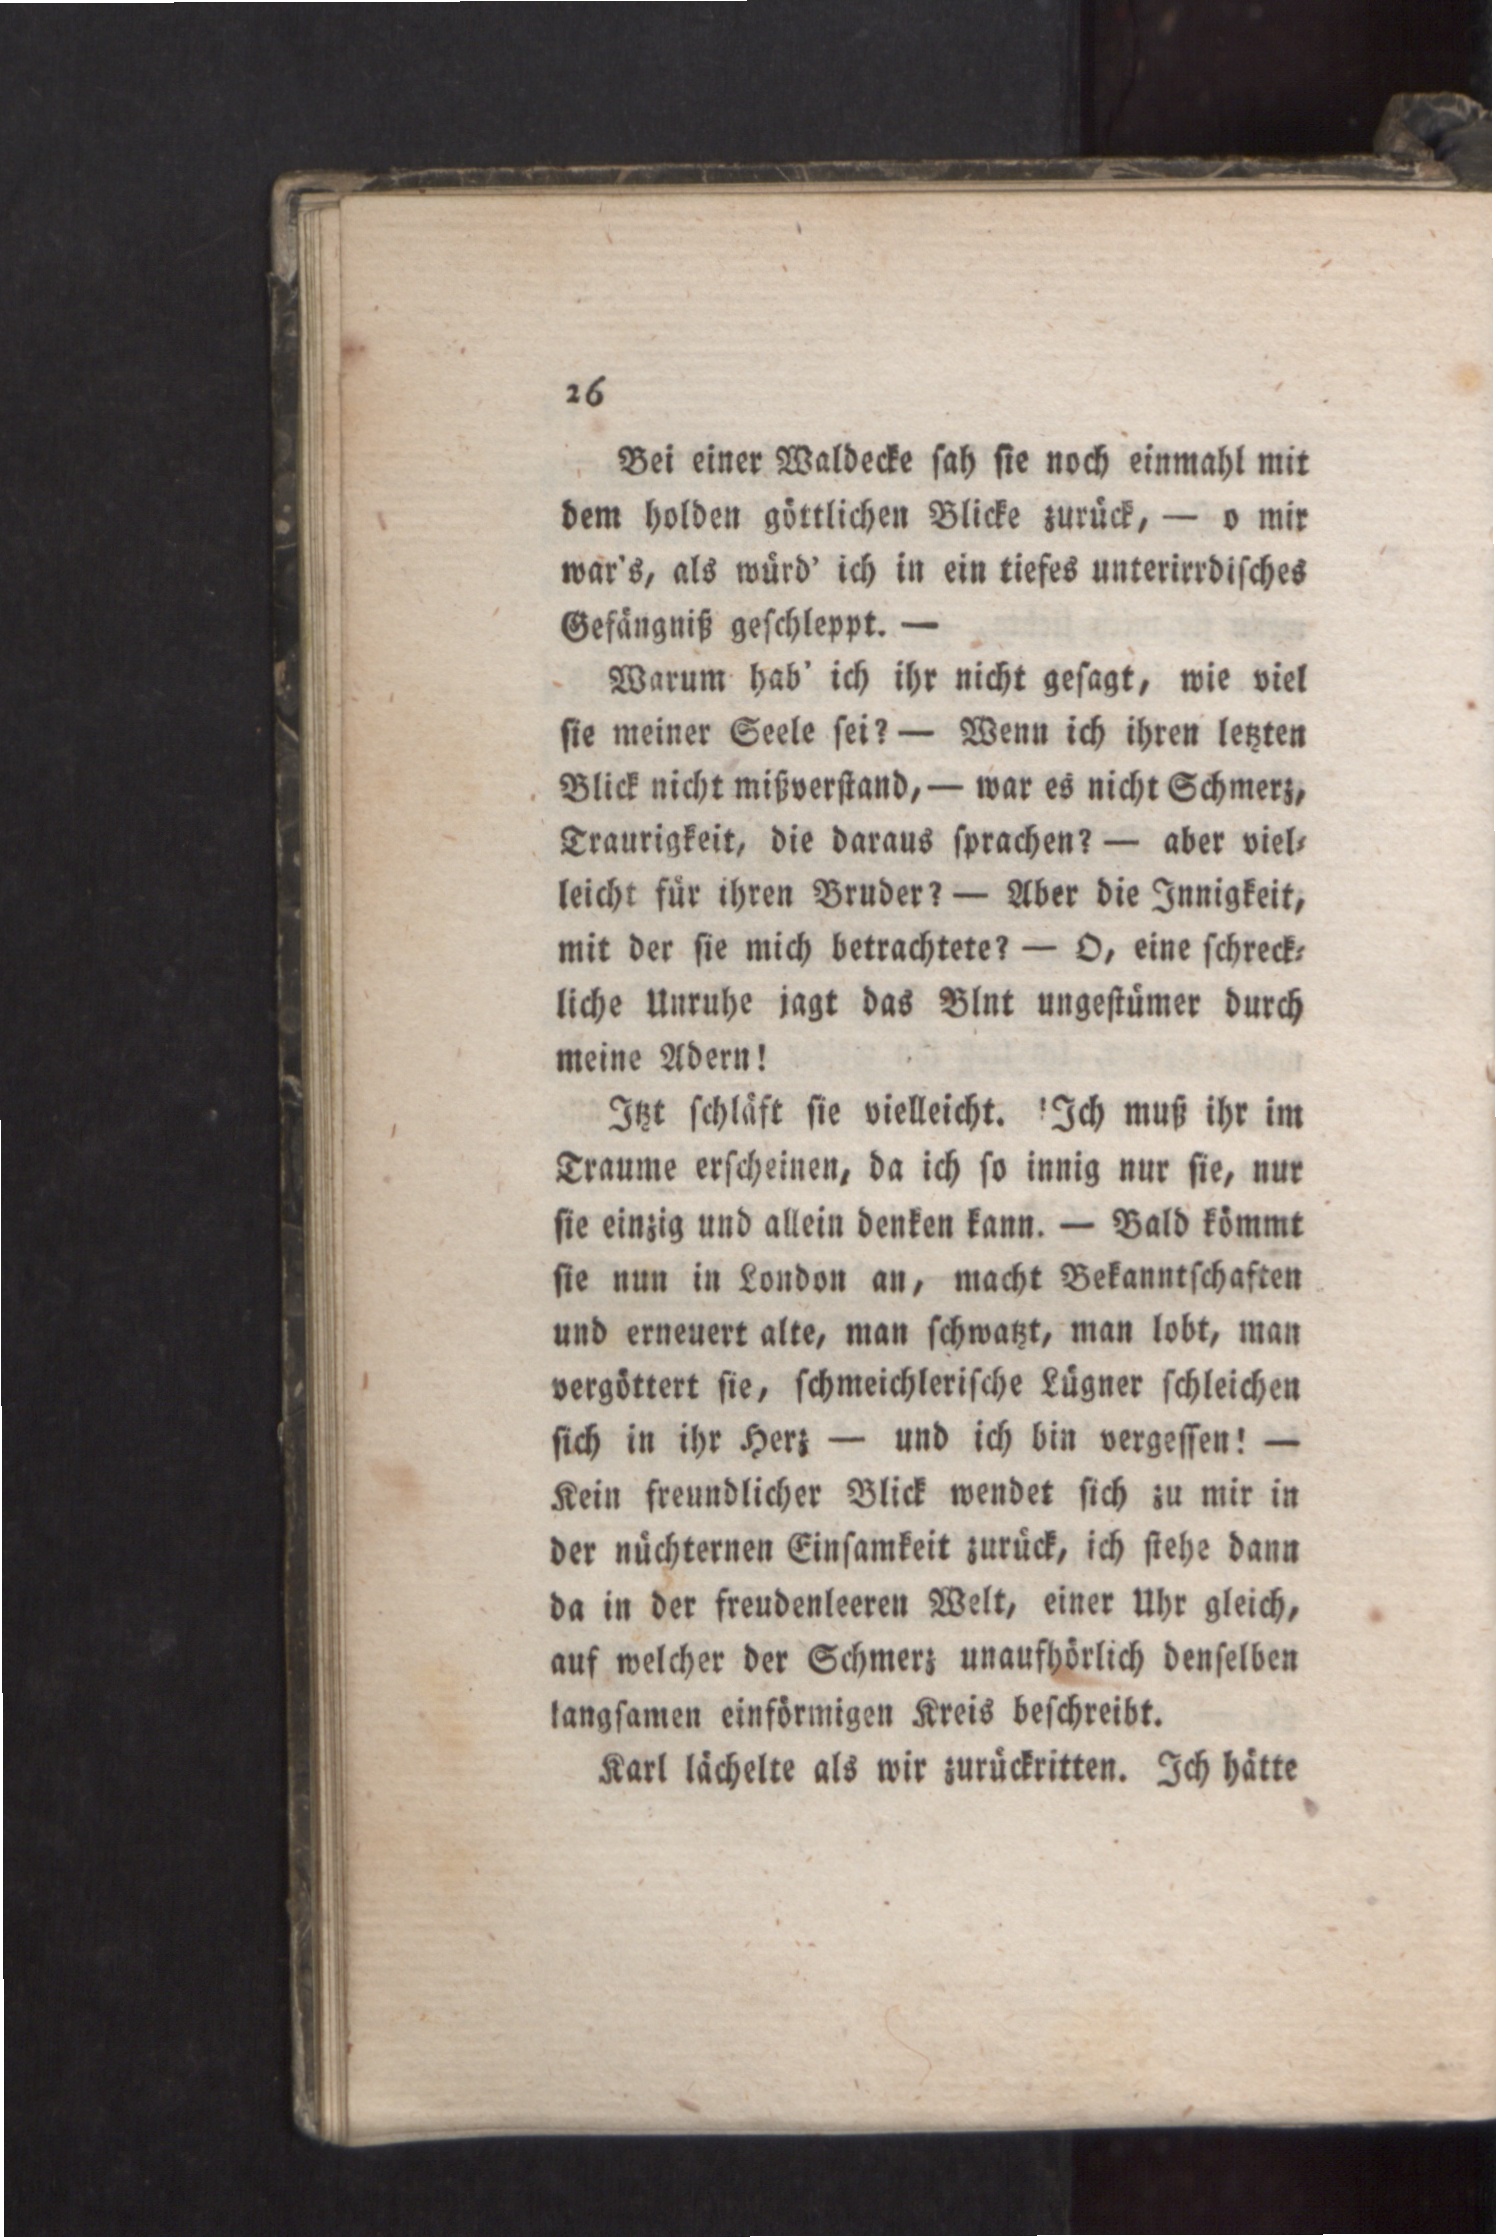 26
Bei einer Waldecke ſah ſie noch einmahl mit
dem holden göttlichen Blicke zurück, — o mir
war's, als würd' ich in ein tiefes unterirrdiſches
Gefängniß geſchleppt. —
Warum hab' ich ihr nicht geſagt, wie viel
ſie meiner Seele ſei? — Wenn ich ihren letzten
Blick nicht mißverſtand, — war es nicht Schmerz,
Traurigkeit, die daraus ſprachen? — aber viel⸗
leicht für ihren Bruder? — Aber die Innigkeit,
mit der ſie mich betrachtete? — O, eine ſchreck⸗
liche Unruhe jagt das Blnt ungeſtümer durch
meine Adern!
Itzt ſchläft ſie vielleicht. Ich muß ihr im
Traume erſcheinen, da ich ſo innig nur ſie, nur
ſie einzig und allein denken kann. — Bald kömmt
ſie nun in London an, macht Bekanntſchaften
und erneuert alte, man ſchwatzt, man lobt, man
vergöttert ſie, ſchmeichleriſche Lügner ſchleichen
ſich in ihr Herz — und ich bin vergeſſen! —
Kein freundlicher Blick wendet ſich zu mir in
der nüchternen Einſamkeit zurück, ich ſtehe dann
da in der freudenleeren Welt, einer Uhr gleich,
auf welcher der Schmerz unaufhörlich denſelben
langſamen einförmigen Kreis beſchreibt.
Karl lächelte als wir zurückritten. Ich hätte